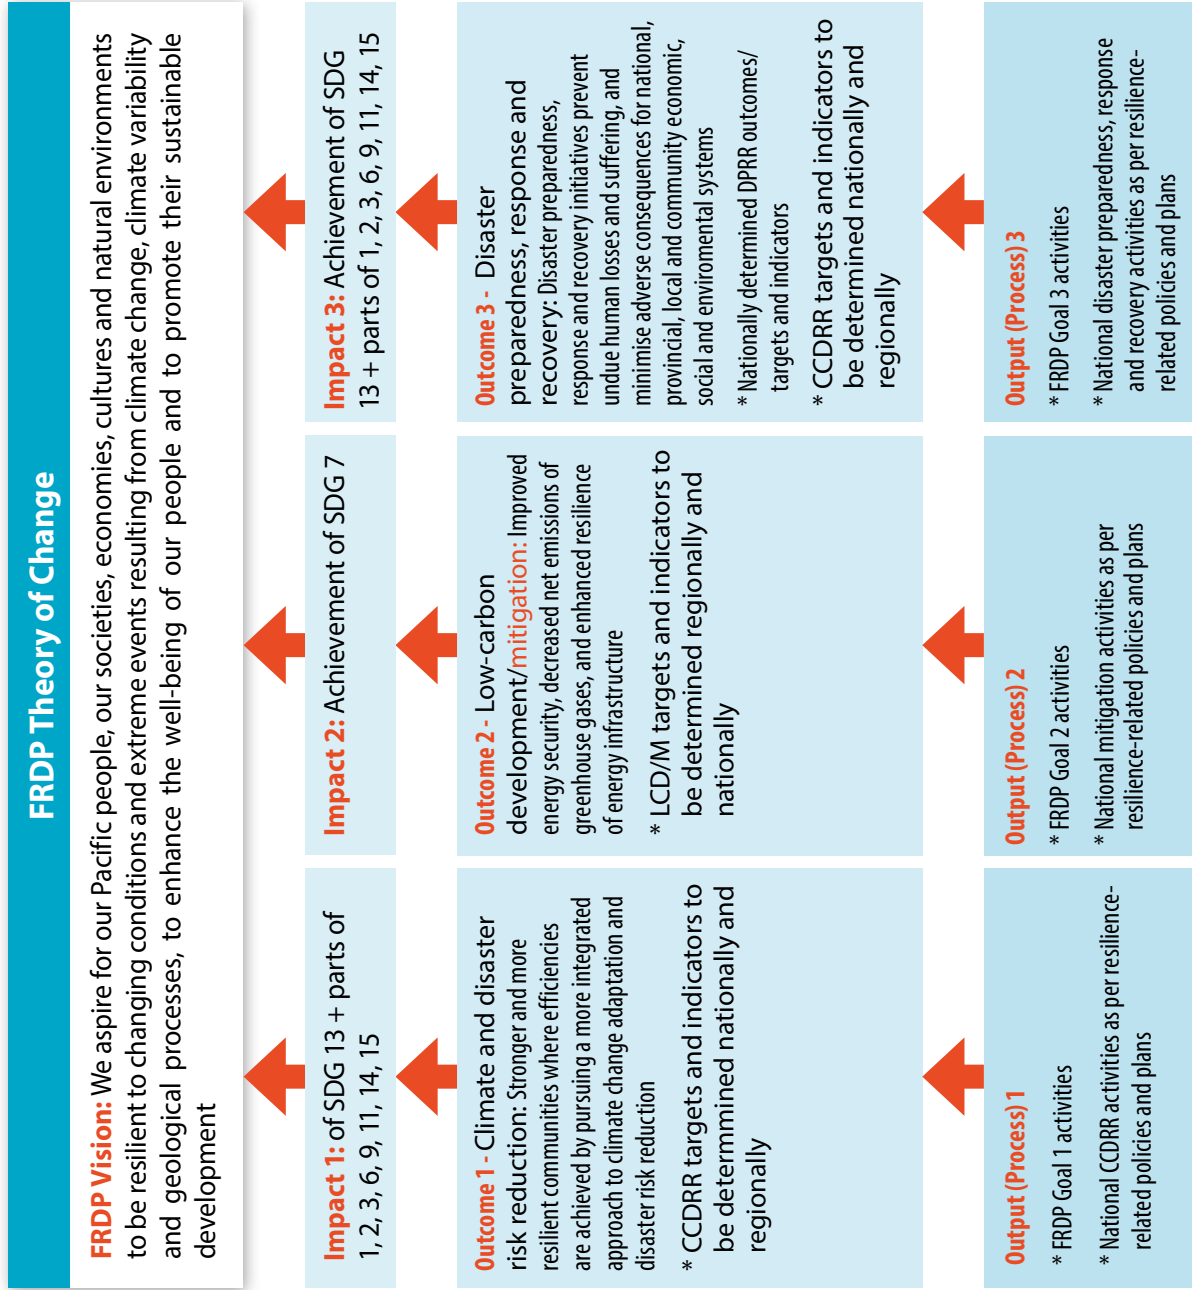 FRDP Theory of Change
FRDP Vision: We aspire for our Pacific people, our societies, economies, cultures and natural environments
to be resilient to changing conditions and extreme events resulting from climate change, climate variability
and geological processes, to enhance the well-being of our people and to promote their sustainable
development
Impact 1: of SDG 13 + parts of
1, 2, 3, 6, 9, 11, 14, 15
Impact 2: Achievement of SDG 7
Impact 3: Achievement of SDG
13 + parts of 1, 2, 3, 6, 9, 11, 14, 15
Outcome 1 - Climate and disaster
risk reduction: Stronger and more
resilient communities where efficiencies
are achieved by pursuing a more integrated
approach to climate change adaptation and
disaster risk reduction
* CCDRR targets and indicators to
be determmined nationally and
regionally
Outcome 2 - Low-carbon
development/mitigation: Improved
energy security, decreased net emissions of
greenhouse gases, and enhanced resilience
of energy infrastructure
* LCD/M targets and indicators to
be determined regionally and
nationally
Outcome 3 - Disaster
preparedness, response and
recovery: Disaster preparedness,
response and recovery initiatives prevent
undue human losses and suffering, and
minimise adverse consequences for national,
provincial, local and community economic,
social and enviromental systems
* Nationally determined DPRR outcomes/
targets and indicators
* CCDRR targets and indicators to
be determined nationally and
regionally
Output (Process) 1
* FRDP Goal 1 activities
* National CCDRR activities as per resilience-
related policies and plans
Output (Process) 2
* FRDP Goal 2 activities
* National mitigation activities as per
resilience-related policies and plans
Output (Process) 3
* FRDP Goal 3 activities
* National disaster preparedness, response
and recovery activities as per resilience-
related policies and plans